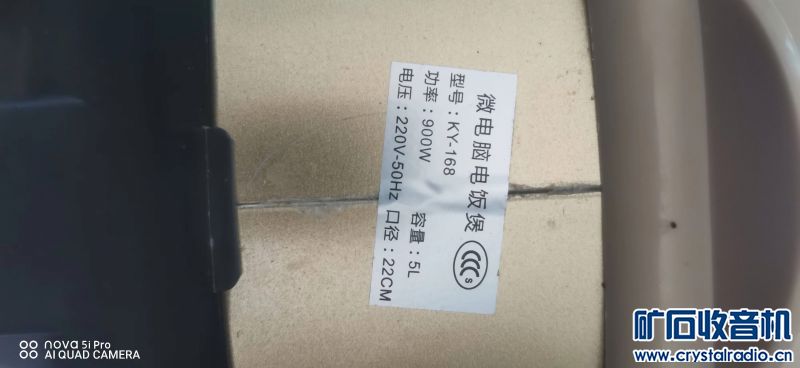 微电脑电饭煲
CCC S
型号：KY-168
功率：900W 容量：5L
电压：220V-50Hz 口径：22CM
nova 5i Pro
AI QUAD CAMERA
矿石收音机
www.crystalradio.cn